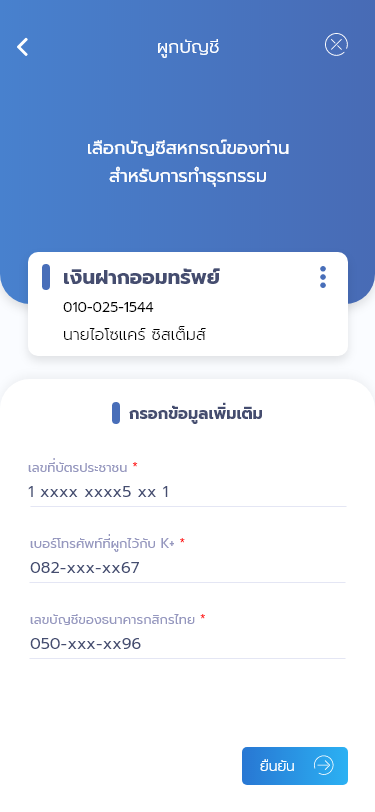 ผูกบัญชี
เลือกบัญชีสหกรณ์ของท่าน
สำหรับการทำธุรกรรม
เงินฝากออมทรัพย์
010-025-1544
นายไอโซแคร์ ซิสเต็มส์
กรอกข้อมูลเพิ่มเติม
เลขที่บัตรประชาชน *
1 xxxx xxxx5 xx 1
เบอร์โทรศัพท์ที่ผูกไว้กับ K+ *
082-xxx-xx67
เลขบัญชีของธนาคารกสิกรไทย *
050-xxx-xx96
ยืนยัน